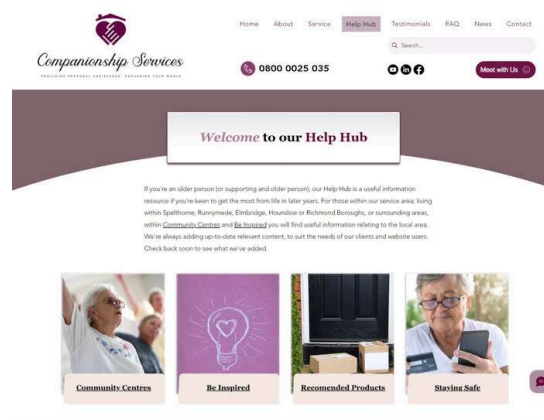 Home About Service Help Hub Testimonials FAQ News Contact
Search...
Companionship Services
PROVIDING PERSONAL ASSISTANCE, EXPANDING YOUR WORLD
0800 0025 035
Meet with Us
Welcome to our Help Hub
If you're an older person (or supporting and older person), our Help Hub is a useful information
resource if you're keen to get the most from life in later years. For those within our service area; living
within Spelthorne, Runnymede, Elmbridge, Hounslow or Richmond Boroughs, or surrounding areas,
within Community Centres and Be Inspired you will find useful information relating to the local area.
We're always adding up-to-date relevant content, to suit the needs of our clients and website users.
Check back soon to see what we've added.
Community Centres
Be Inspired
Recomended Products
Staying Safe